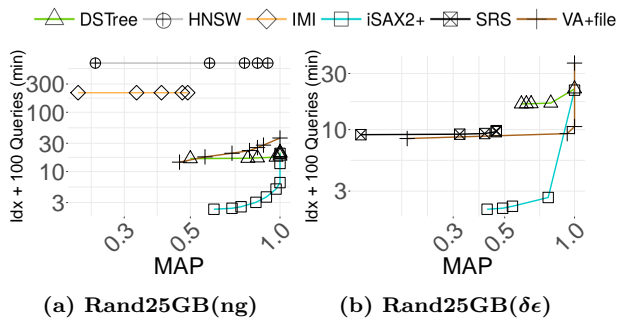 DSTree HNSW IMI iSAX2+ SRS VA+file
Idx + 100 Queries (min)
300
100
30
10
3
0.3 0.5 1.0
MAP
(a) Rand25GB(ng)
Idx + 100 Queries (min)
30
10
3
0.3 0.5 1.0
MAP
(b) Rand25GB(δϵ)